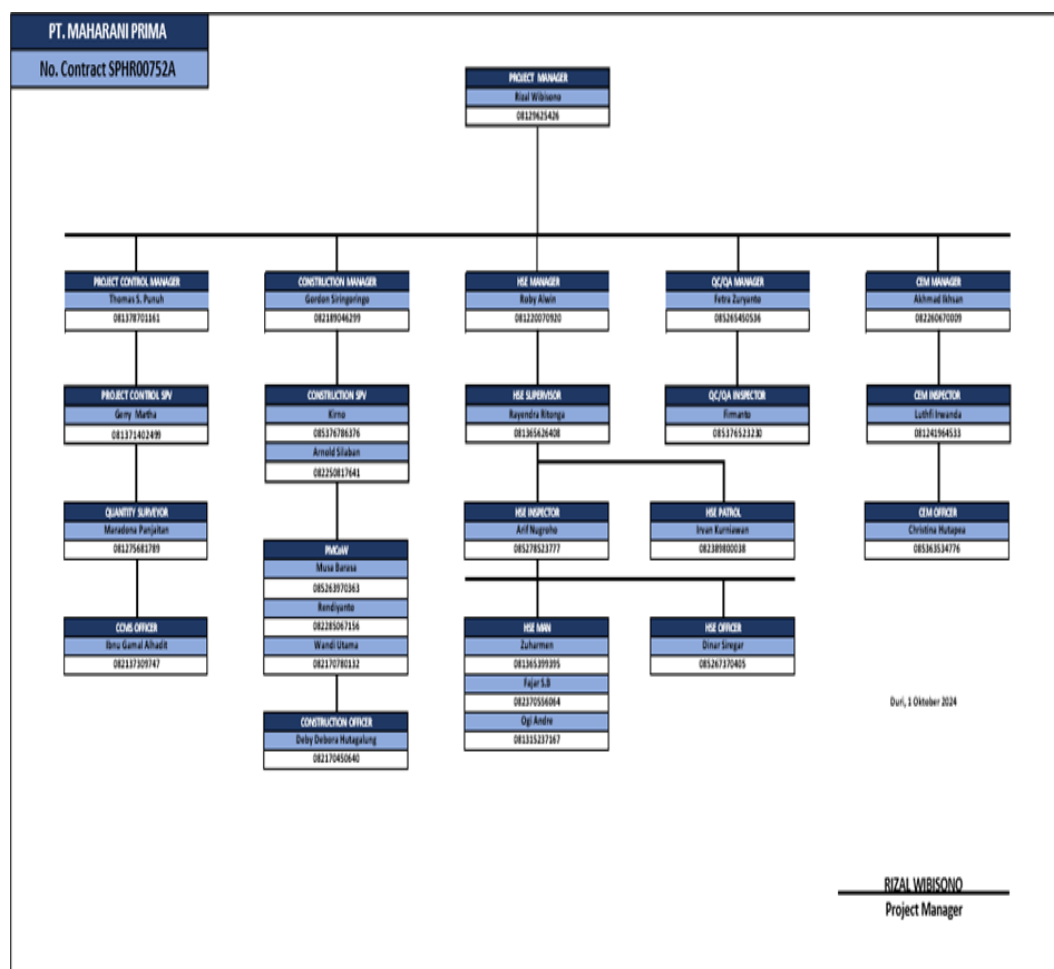 PT. MAHARANI PRIMA
No. Contract SPHR00752A
PROJECT MANAGER
Rizal Wibisono
08129625426
PROJECT CONTROL MANAGER
Thomas S. Punuh
081378701161
CONSTRUCTION MANAGER
Gordon Siringoringo
082189046299
HSE MANAGER
Roby Alwin
081220070920
QC/QA MANAGER
Fetra Zuryanto
085265450536
CEM MANAGER
Akhmad Ikhsan
082260670009
PROJECT CONTROL SPV
Gerry Martha
081371402499
CONSTRUCTION SPV
Kirno
085376786376
Arnold Silaban
082250817641
HSE SUPERVISOR
Rayendra Ritonga
081365626408
QC/QA INSPECTOR
Firmanto
085376523230
CEM INSPECTOR
Luthfi Irwanda
081241964533
QUANTITY SURVEYOR
Maradona Panjaitan
081275681789
PMCoW
Musa Barasa
085263970363
Rendiyanto
082285067156
Wandi Utama
082170780132
HSE INSPECTOR
Arif Nugroho
085278523777
HSE PATROL
Irvan Kurniawan
082389800038
CEM OFFICER
Christina Hutapea
085363534776
Ibnu Gamal Alhadit
082137309747
CONSTRUCTION OFFICER
Deby Debora Hutagalung
082170450640
HSE MAN
Zuharmen
081365399395
Fajar S.B
082370556064
Ogi Andre
081315237167
HSE OFFICER
Dinar Siregar
085267370405
Duri, 1 Oktober 2024
RIZAL WIBISONO
Project Manager